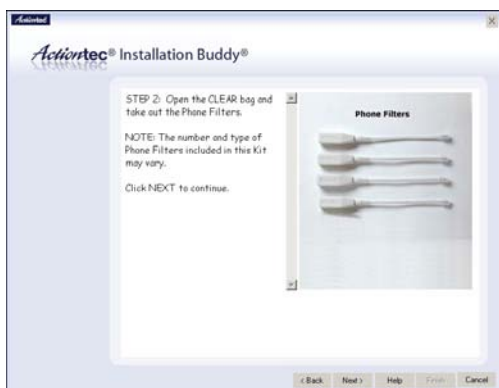 Actiontec
X
Actiontec® Installation Buddy®
STEP 2: Open the CLEAR bag and
take out the Phone Filters.
NOTE: The number and type of
Phone Filters included in this Kit
may vary.
Click NEXT to continue.
Phone Filters
< Back Next > Help Finish Cancel